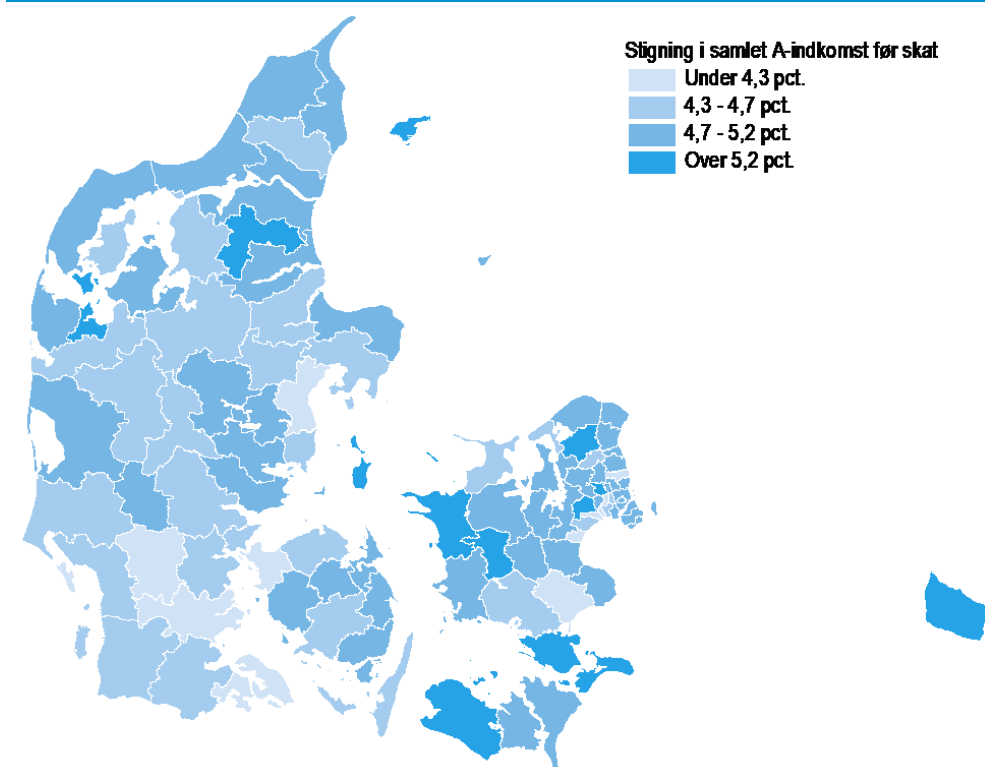 Stigning i samlet A-indkomst før skat
Under 4,3 pct.
4,3 - 4,7 pct.
4,7 - 5,2 pct.
Over 5,2 pct.